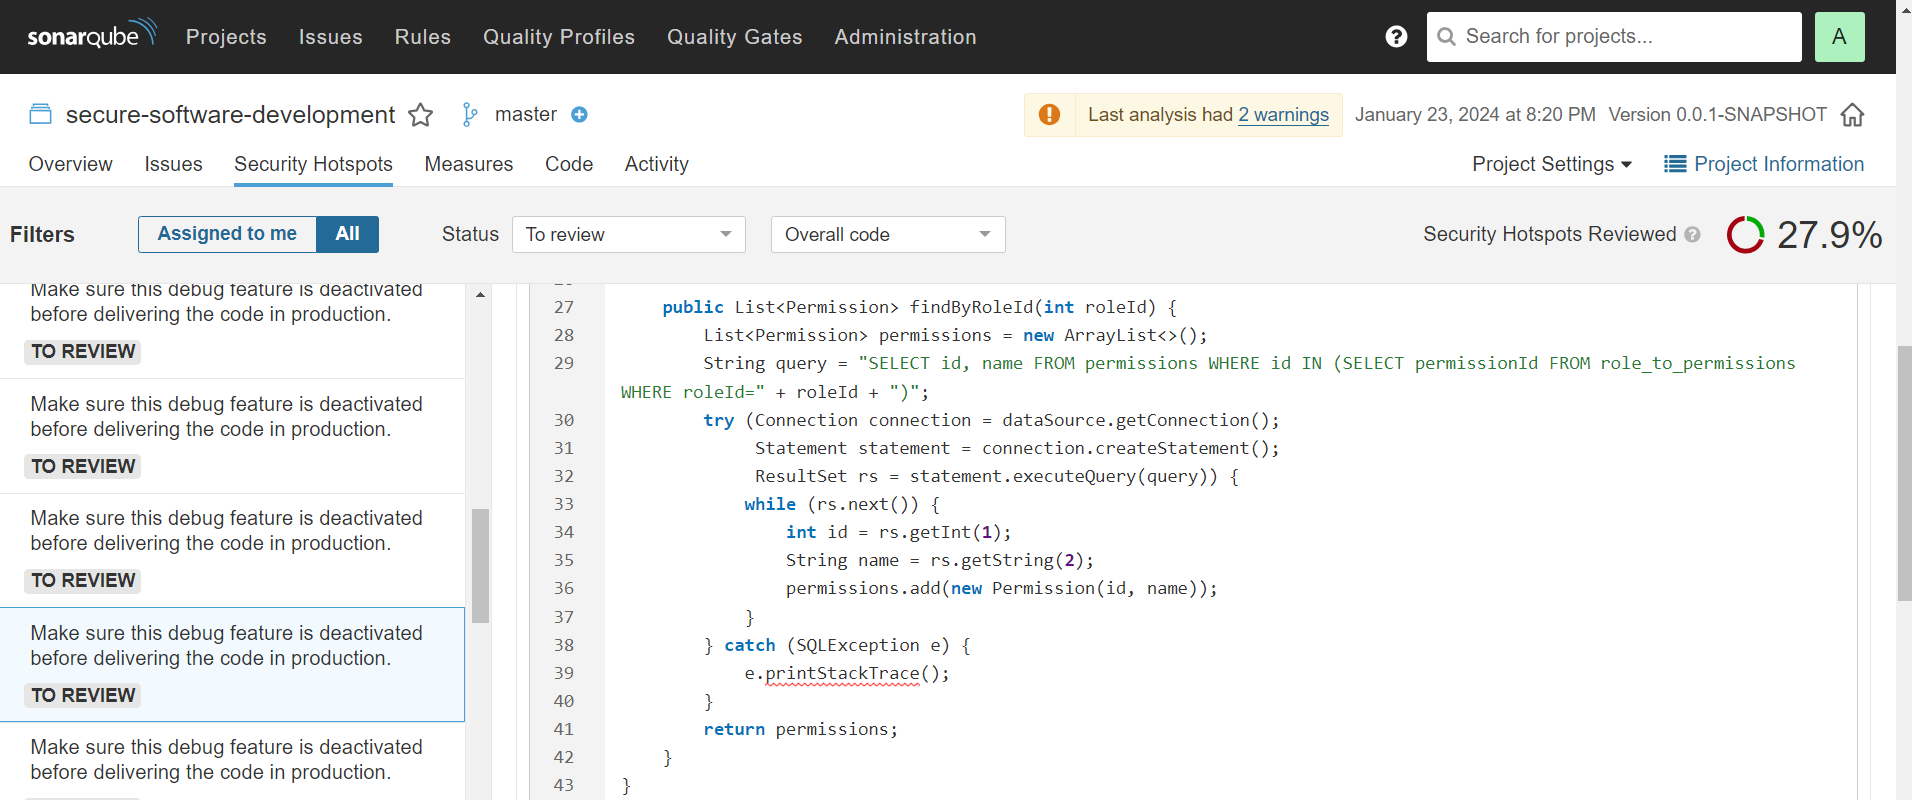 sonarqube Projects Issues Rules Quality Profiles Quality Gates Administration ? Search for projects... A
secure-software-development master Last analysis had 2 warnings January 23, 2024 at 8:20 PM Version 0.0.1-SNAPSHOT
Overview Issues Security Hotspots Measures Code Activity Project Settings Project Information
Filters Assigned to me All Status To review Overall code Security Hotspots Reviewed ? 27.9%
Make sure this debug feature is deactivated
before delivering the code in production.
TO REVIEW
Make sure this debug feature is deactivated
before delivering the code in production.
TO REVIEW
Make sure this debug feature is deactivated
before delivering the code in production.
TO REVIEW
Make sure this debug feature is deactivated
before delivering the code in production.
TO REVIEW
Make sure this debug feature is deactivated
before delivering the code in production.
27 public List<Permission> findByRoleId(int roleId) {
28 List<Permission> permissions = new ArrayList<>();
29 String query = "SELECT id, name FROM permissions WHERE id IN (SELECT permissionId FROM role_to_permissions
WHERE roleId=" + roleId + ")";
30 try (Connection connection = dataSource.getConnection();
31 Statement statement = connection.createStatement();
32 ResultSet rs = statement.executeQuery(query)) {
33 while (rs.next()) {
34 int id = rs.getInt(1);
35 String name = rs.getString(2);
36 permissions.add(new Permission(id, name));
37 }
38 } catch (SQLException e) {
39 e.printStackTrace();
40 }
41 return permissions;
42 }
43 }